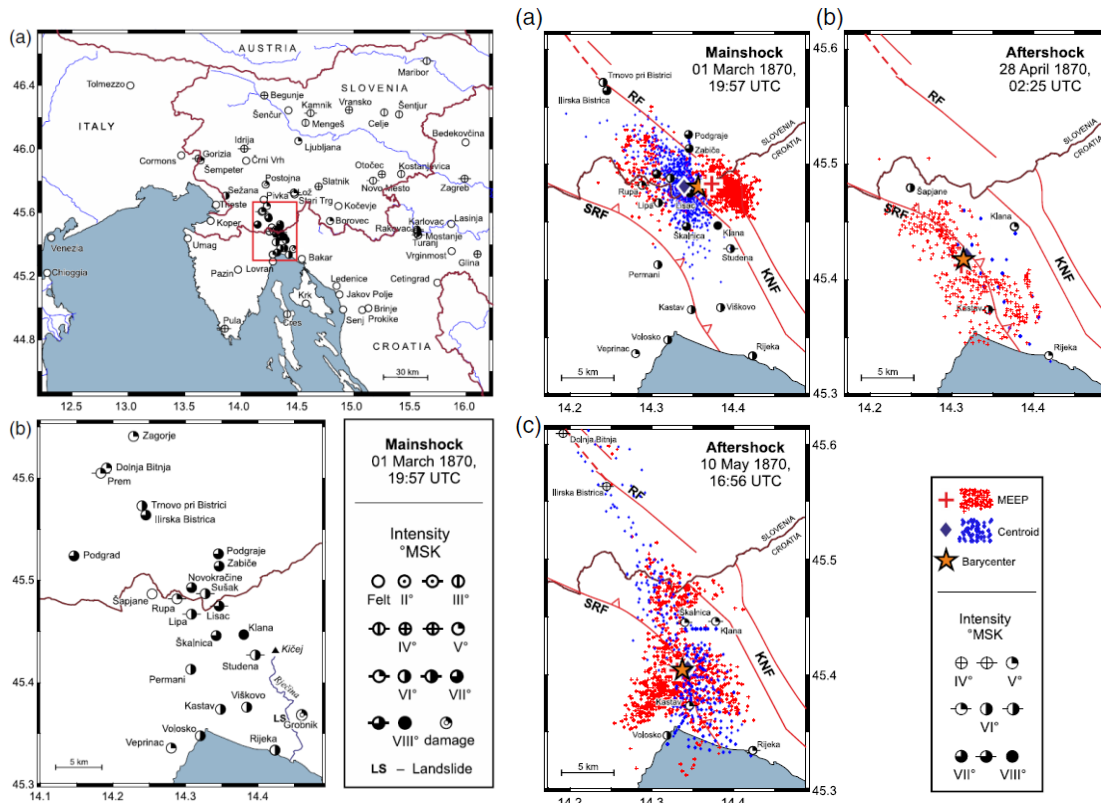 (a)
AUSTRIA
Maribor
Tolmezzo
SLOVENIA
Begunje
Vransko
Kamnik
Šentjur
Šenčur
Mengeš
Celje
ITALY
Bedekovčina
Idrija
Ljubljana
Gorizia
Cormons
Črni Vrh
Otočec
Kostanjevica
Šempeter
Postojna
Slatnik
Novo Mesto
Zagreb
Sežana
Pivka
Lož
Stari Trg
Trieste
Kočevje
Lasinja
Karlovac
Koper
Borovec
Rakovac
Mostanje
Umag
Turanj
Venezia
Vrginmost
Glina
Bakar
Chioggia
Pazin
Lovran
Ledenice
Cetingrad
Krk
Jakov Polje
Brinje
Senj
Prokike
Pula
Cres
CROATIA
30 km
46.4
46.0
45.6
45.2
44.8
12.5
13.0
13.5
14.0
14.5
15.0
15.5
16.0
(b)
Zagorje
Dolnja Bitnja
Prem
Trnovo pri Bistrici
Ilirska Bistrica
Podgrad
Podgraje
Zabiče
Novokračine
Sušak
Šapjane
Rupa
Lipa
Lisac
Škalnica
Klana
Kičej
Studena
Permani
Rječina
Viškovo
Kastav
LS
Grobnik
Volosko
Veprinac
Rijeka
5 km
45.6
45.5
45.4
45.3
14.1
14.2
14.3
14.4
Mainshock
01 March 1870,
19:57 UTC
Intensity
°MSK
Felt II° III°
IV° V°
VI° VII°
VIII° damage
LS – Landslide
(a)
Mainshock
01 March 1870,
19:57 UTC
Trnovo pri Bistrici
RF
Ilirska Bistrica
Podgraje
Zabiče
SLOVENIA
CROATIA
Rupa
Lipa
Lisac
SRF
Škalnica
Klana
Studena
Permani
KNF
Kastav
Viškovo
Volosko
Veprinac
Rijeka
5 km
14.2
14.3
14.4
(b)
Aftershock
28 April 1870,
02:25 UTC
RF
SLOVENIA
CROATIA
Šapjane
SRF
Klana
KNF
Kastav
Rijeka
5 km
45.6
45.5
45.4
45.3
14.2
14.3
14.4
(c)
Aftershock
10 May 1870,
16:56 UTC
Dolnja Bitnja
Ilirska Bistrica
RF
SLOVENIA
CROATIA
SRF
Škalnica
Klana
KNF
Kastav
Volosko
Rijeka
5 km
45.6
45.5
45.4
45.3
14.2
14.3
14.4
MEEP
Centroid
Barycenter
Intensity
°MSK
IV° V°
VI°
VII° VIII°